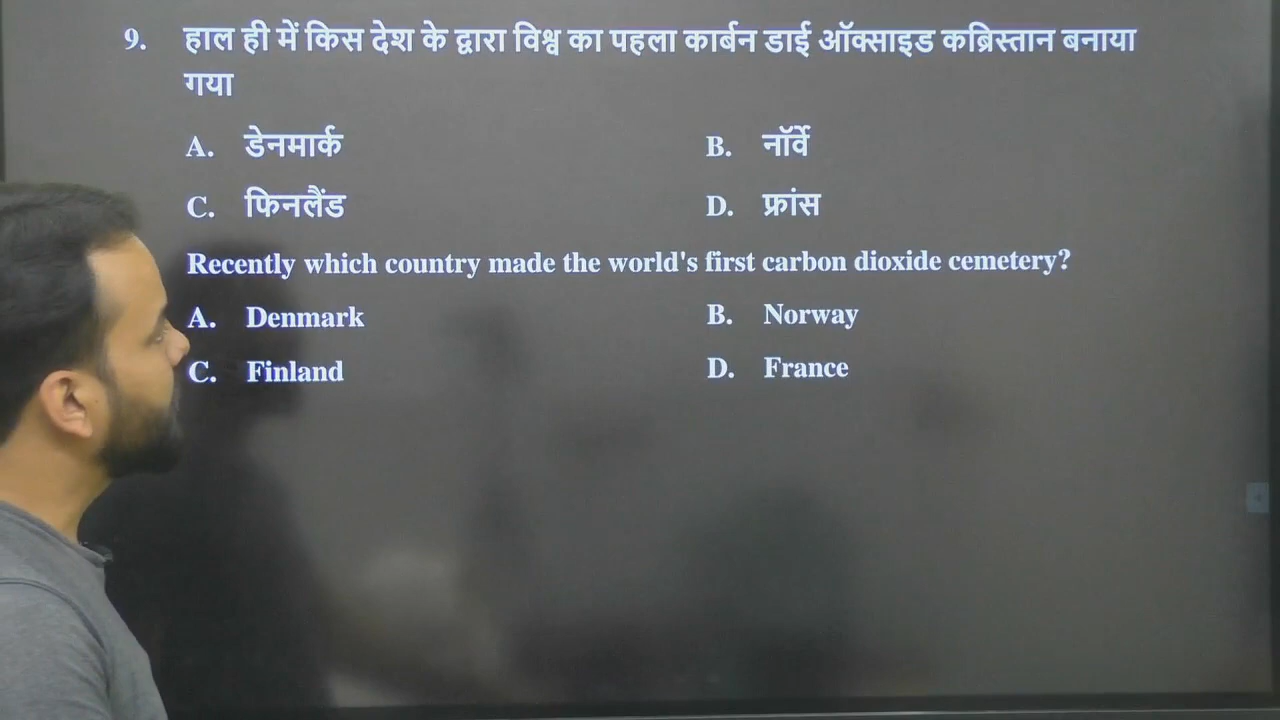 9. हाल ही में किस देश के द्वारा विश्व का पहला कार्बन डाई ऑक्साइड कब्रिस्तान बनाया
गया
A. डेनमार्क B. नॉर्वे
C. फिनलैंड D. फ्रांस
Recently which country made the world's first carbon dioxide cemetery?
A. Denmark B. Norway
C. Finland D. France